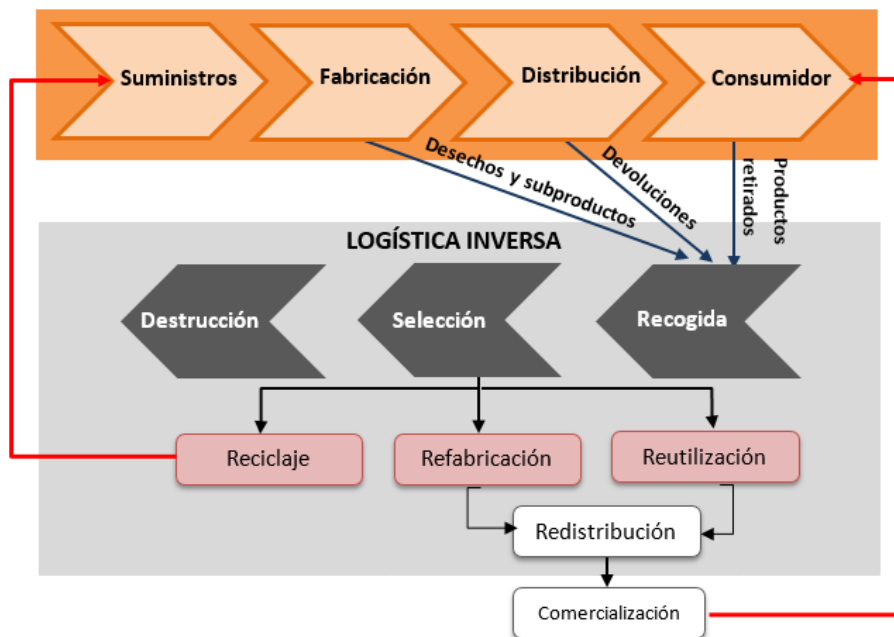 Suministros
Fabricación
Distribución
Consumidor
Desechos y subproductos
Devoluciones
Productos
retirados
LOGÍSTICA INVERSA
Destrucción
Selección
Recogida
Reciclaje
Refabricación
Reutilización
Redistribución
Comercialización